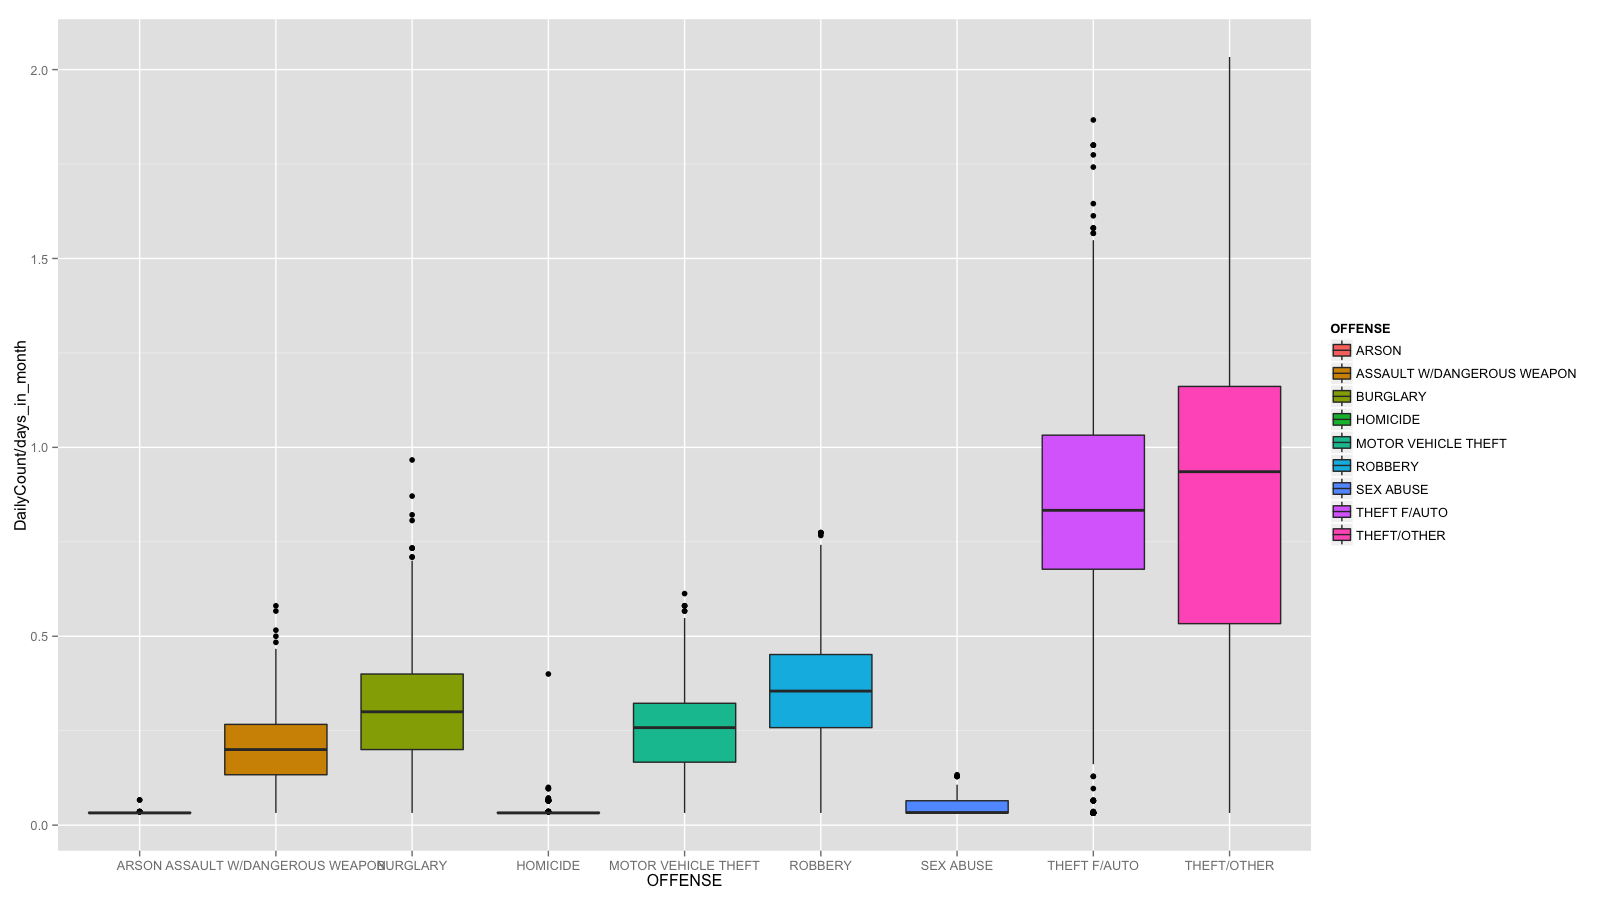 2.0
1.5
1.0
0.5
0.0
DailyCount/days_in_month
ARSON ASSAULT W/DANGEROUS WEAPON BURGLARY HOMICIDE MOTOR VEHICLE THEFT ROBBERY SEX ABUSE THEFT F/AUTO THEFT/OTHER
OFFENSE
OFFENSE
ARSON
ASSAULT W/DANGEROUS WEAPON
BURGLARY
HOMICIDE
MOTOR VEHICLE THEFT
ROBBERY
SEX ABUSE
THEFT F/AUTO
THEFT/OTHER